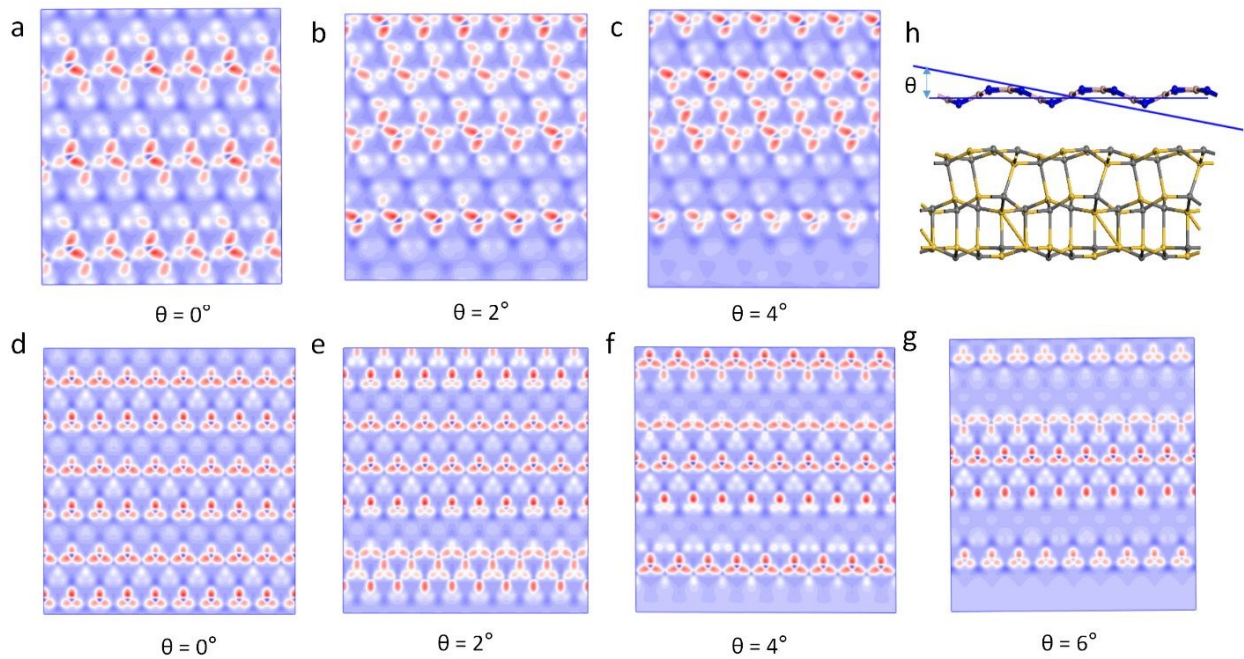 a
b
c
h
θ
θ = 0°
θ = 2°
θ = 4°
d
e
f
g
θ = 0°
θ = 2°
θ = 4°
θ = 6°